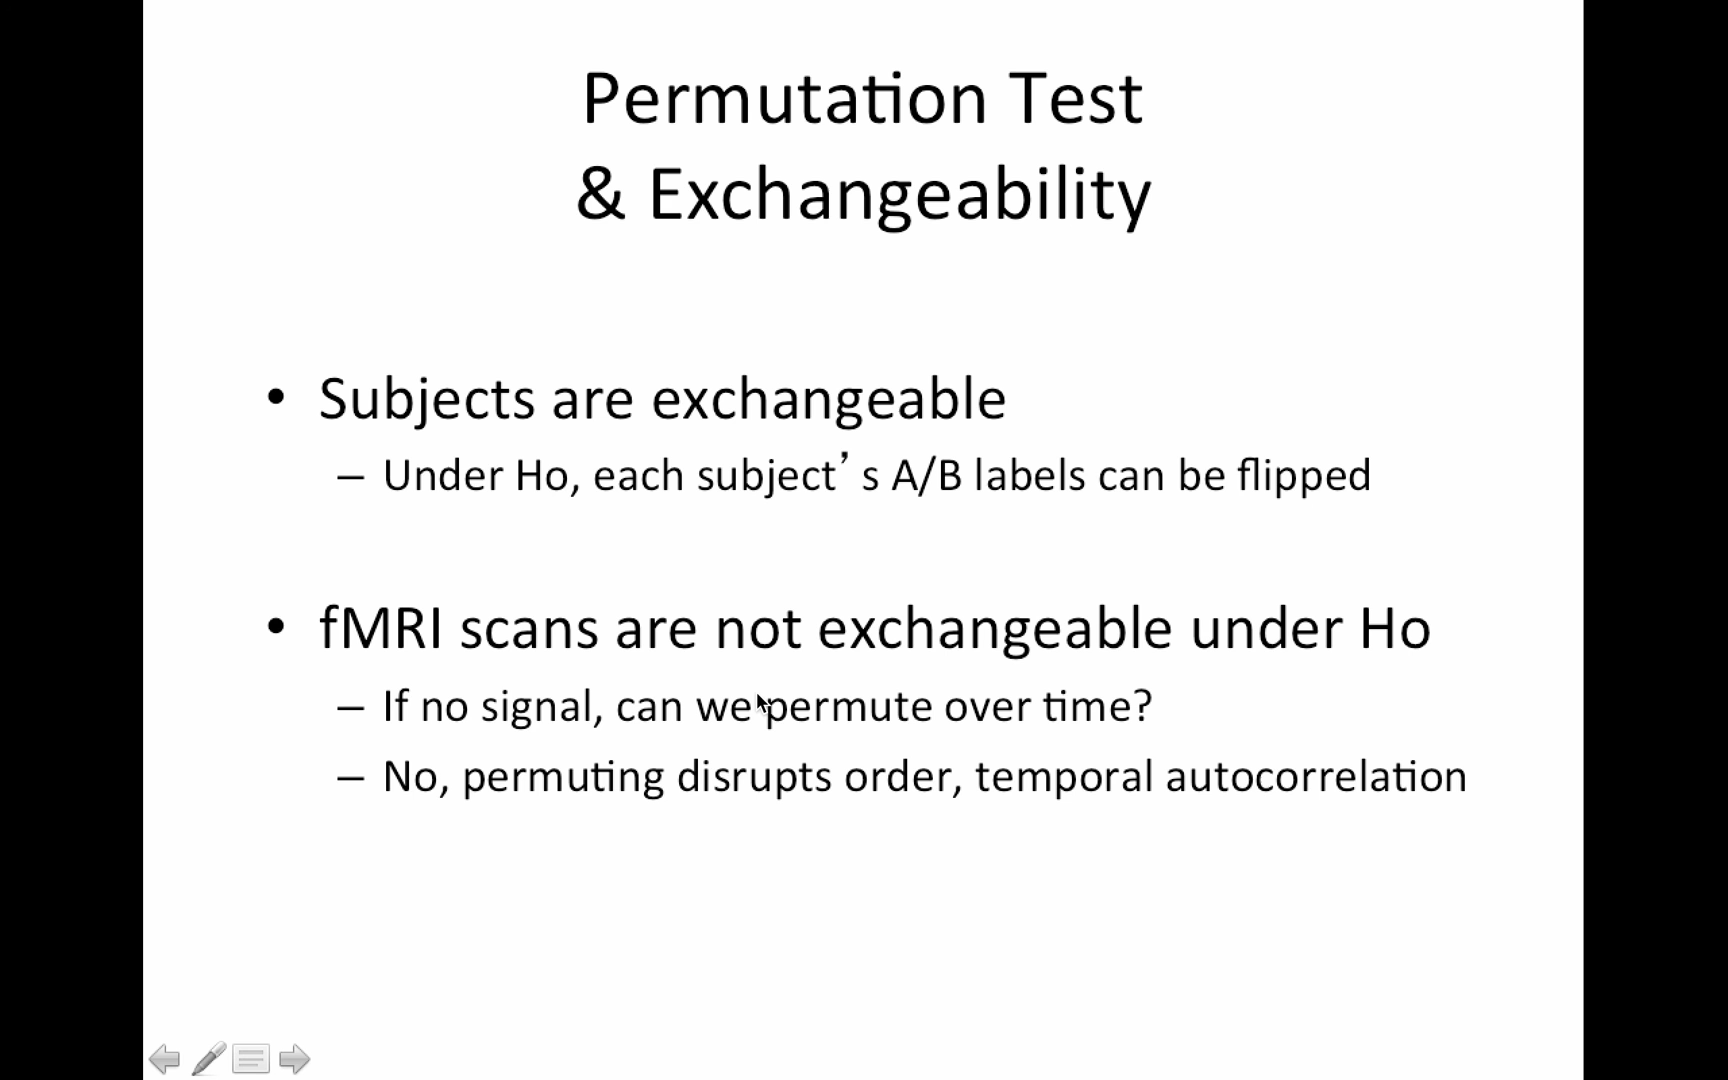 Permutation Test
& Exchangeability
• Subjects are exchangeable
– Under Ho, each subject’s A/B labels can be flipped
• fMRI scans are not exchangeable under Ho
– If no signal, can we permute over time?
– No, permuting disrupts order, temporal autocorrelation